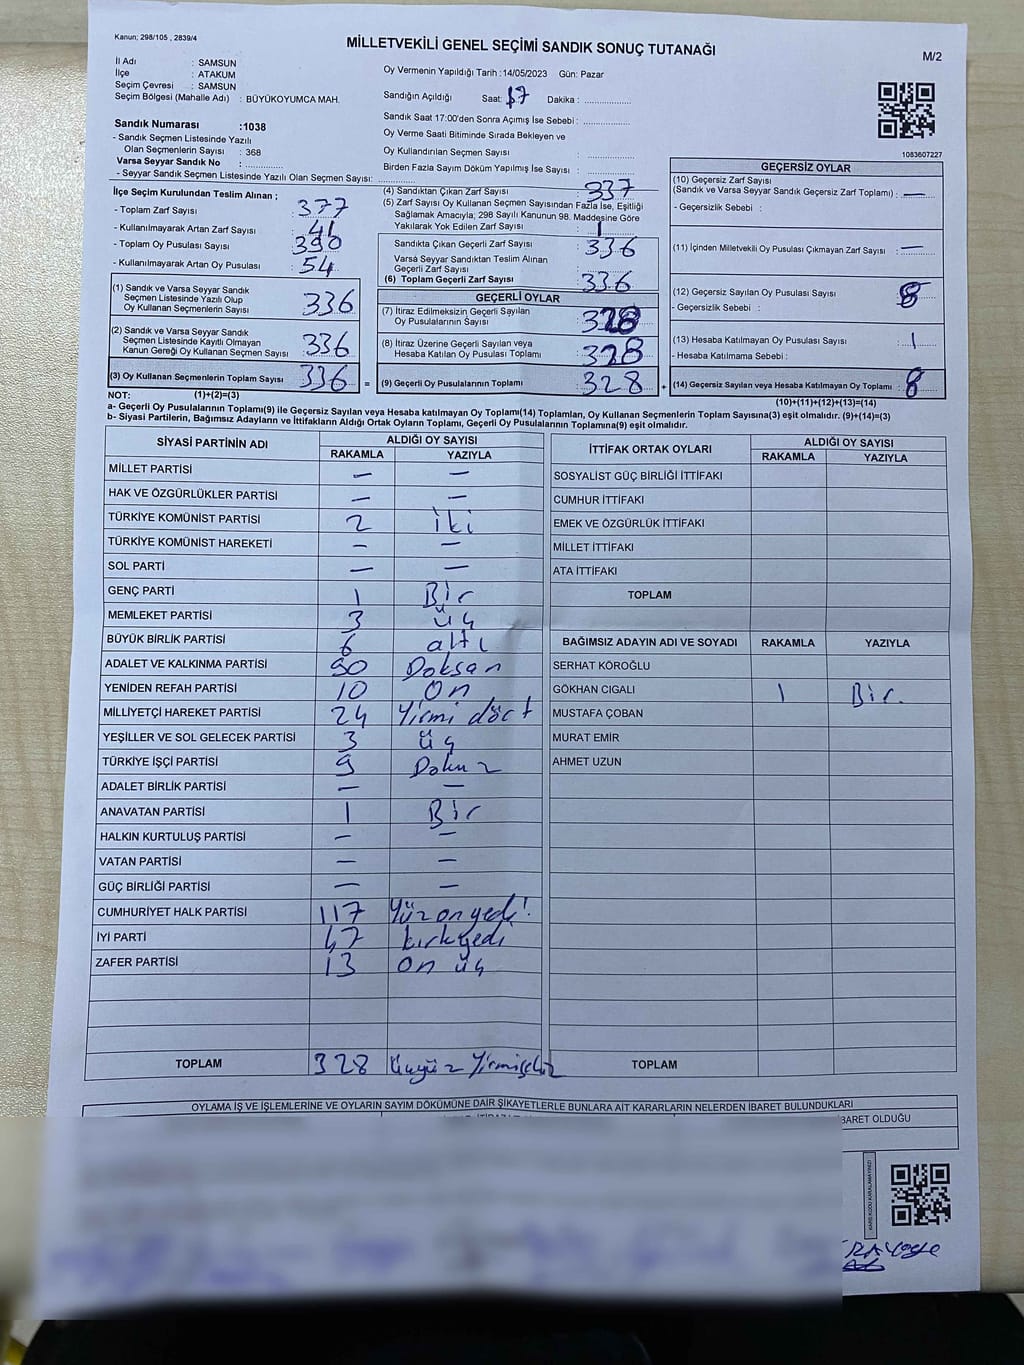 Kanun; 298/105 , 2839/4
MİLLETVEKİLİ GENEL SEÇİMİ SANDIK SONUÇ TUTANAĞI
M/2
İl Adı : SAMSUN
İlçe : ATAKUM
Seçim Çevresi : SAMSUN
Seçim Bölgesi (Mahalle Adı) : BÜYÜKOYUMCA MAH.
Sandık Numarası :1038
- Sandık Seçmen Listesinde Yazılı
Olan Seçmenlerin Sayısı : 368
Varsa Seyyar Sandık No :
- Seyyar Sandık Seçmen Listesinde Yazılı Olan Seçmen Sayısı:
Oy Vermenin Yapıldığı Tarih :14/05/2023 Gün: Pazar
Sandığın Açıldığı Saat: 17 Dakika :
Sandık Saat 17:00'den Sonra Açımış İse Sebebi :
Oy Verme Saati Bitiminde Sırada Bekleyen ve
Oy Kullandırılan Seçmen Sayısı :
Birden Fazla Sayım Döküm Yapılmış İse Sayısı :
1083607227
İlçe Seçim Kurulundan Teslim Alınan ;
- Toplam Zarf Sayısı : 377
- Kullanılmayarak Artan Zarf Sayısı : 41
- Toplam Oy Pusulası Sayısı : 390
- Kullanılmayarak Artan Oy Pusulası : 54
(1) Sandık ve Varsa Seyyar Sandık
Seçmen Listesinde Yazılı Olup
Oy Kullanan Seçmenlerin Sayısı : 336
(2) Sandık ve Varsa Seyyar Sandık
Seçmen Listesinde Kayıtlı Olmayan
Kanun Gereği Oy Kullanan Seçmen Sayısı : 336
(3) Oy Kullanan Seçmenlerin Toplam Sayısı : 336 =
(4) Sandıktan Çıkan Zarf Sayısı : 337
(5) Zarf Sayısı Oy Kullanan Seçmen Sayısından Fazla İse, Eşitliği
Sağlamak Amacıyla; 298 Sayılı Kanunun 98. Maddesine Göre
Yakılarak Yok Edilen Zarf Sayısı : 1
Sandıkta Çıkan Geçerli Zarf Sayısı : 336
Varsa Seyyar Sandıktan Teslim Alınan
Geçerli Zarf Sayısı :
(6) Toplam Geçerli Zarf Sayısı : 336
GEÇERLİ OYLAR
(7) İtiraz Edilmeksizin Geçerli Sayılan
Oy Pusulalarının Sayısı : 328
(8) İtiraz Üzerine Geçerli Sayılan veya
Hesaba Katılan Oy Pusulası Toplamı : 328
(9) Geçerli Oy Pusulalarının Toplamı : 328 +
GEÇERSİZ OYLAR
(10) Geçersiz Zarf Sayısı
(Sandık ve Varsa Seyyar Sandık Geçersiz Zarf Toplamı) : —
- Geçersizlik Sebebi :
(11) İçinden Milletvekili Oy Pusulası Çıkmayan Zarf Sayısı : —
(12) Geçersiz Sayılan Oy Pusulası Sayısı : 8
- Geçersizlik Sebebi :
(13) Hesaba Katılmayan Oy Pusulası Sayısı : 1
- Hesaba Katılmama Sebebi :
(14) Geçersiz Sayılan veya Hesaba Katılmayan Oy Toplamı : 8
NOT: (1)+(2)=(3)
(10)+(11)+(12)+(13)=(14)
a- Geçerli Oy Pusulalarının Toplamı(9) ile Geçersiz Sayılan veya Hesaba katılmayan Oy Toplamı(14) Toplamları, Oy Kullanan Seçmenlerin Toplam Sayısına(3) eşit olmalıdır. (9)+(14)=(3)
b- Siyasi Partilerin, Bağımsız Adayların ve İttifakların Aldığı Ortak Oyların Toplamı, Geçerli Oy Pusulalarının Toplamına(9) eşit olmalıdır.
SİYASİ PARTİNİN ADI ALDIĞI OY SAYISI
RAKAMLA YAZIYLA
MİLLET PARTİSİ — —
HAK VE ÖZGÜRLÜKLER PARTİSİ — —
TÜRKİYE KOMÜNİST PARTİSİ 2 iki
TÜRKİYE KOMÜNİST HAREKETİ — —
SOL PARTİ — —
GENÇ PARTİ 1 Bir
MEMLEKET PARTİSİ 3 üç
BÜYÜK BİRLİK PARTİSİ 6 altı
ADALET VE KALKINMA PARTİSİ 90 Doksan
YENİDEN REFAH PARTİSİ 10 On
MİLLİYETÇİ HAREKET PARTİSİ 24 Yirmi dört
YEŞİLLER VE SOL GELECEK PARTİSİ 3 üç
TÜRKİYE İŞÇİ PARTİSİ 9 Dokuz
ADALET BİRLİK PARTİSİ — —
ANAVATAN PARTİSİ 1 Bir
HALKIN KURTULUŞ PARTİSİ — —
VATAN PARTİSİ — —
GÜÇ BİRLİĞİ PARTİSİ — —
CUMHURİYET HALK PARTİSİ 117 Yüz on yedi
İYİ PARTİ 47 kırk yedi
ZAFER PARTİSİ 13 on üç
TOPLAM 328 Üçyüz Yirmisekiz
İTTİFAK ORTAK OYLARI ALDIĞI OY SAYISI
RAKAMLA YAZIYLA
SOSYALİST GÜÇ BİRLİĞİ İTTİFAKI
CUMHUR İTTİFAKI
EMEK VE ÖZGÜRLÜK İTTİFAKI
MİLLET İTTİFAKI
ATA İTTİFAKI
TOPLAM
BAĞIMSIZ ADAYIN ADI VE SOYADI RAKAMLA YAZIYLA
SERHAT KÖROĞLU
GÖKHAN CIGALI 1 Bir
MUSTAFA ÇOBAN
MURAT EMİR
AHMET UZUN
TOPLAM
OYLAMA İŞ VE İŞLEMLERİNE VE OYLARIN SAYIM DÖKÜMÜNE DAİR ŞİKAYETLERLE BUNLARA AİT KARARLARIN NELERDEN İBARET BULUNDUKLARI
İBARET OLDUĞU